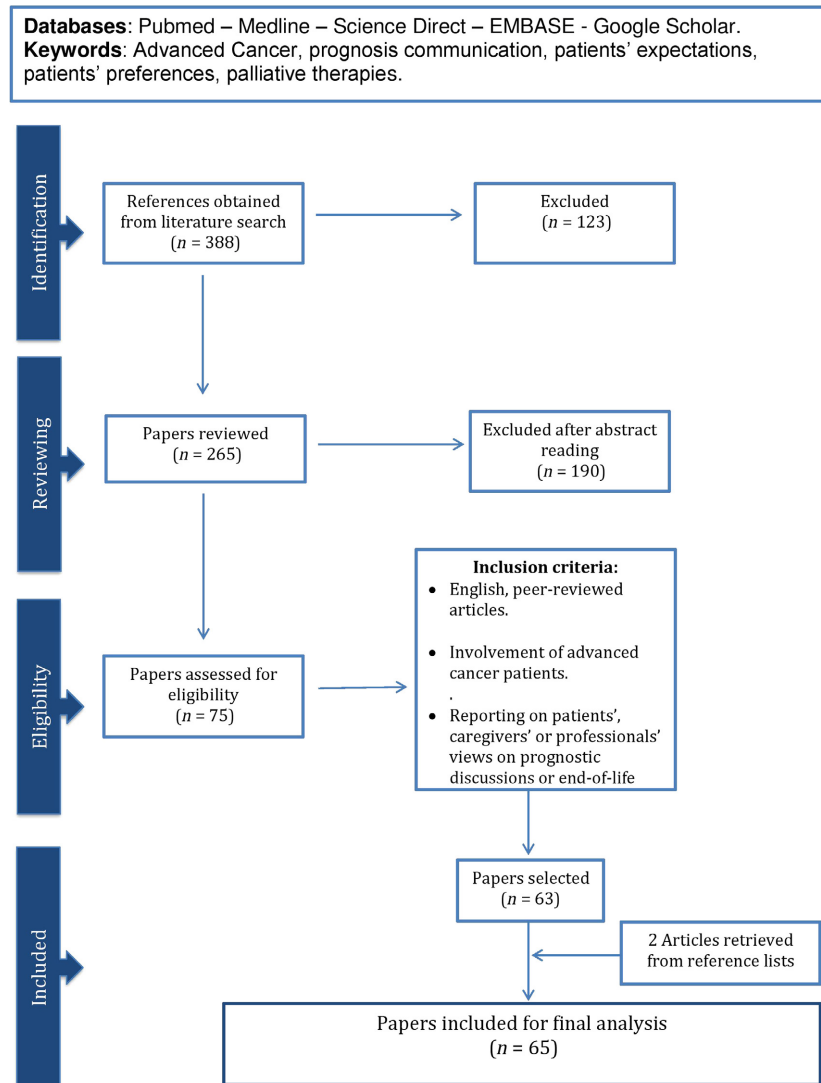 Databases: Pubmed – Medline – Science Direct – EMBASE - Google Scholar.
Keywords: Advanced Cancer, prognosis communication, patients' expectations,
patients' preferences, palliative therapies.
Identification
References obtained
from literature search
(n = 388)
Excluded
(n = 123)
Reviewing
Papers reviewed
(n = 265)
Excluded after abstract
reading
(n = 190)
Eligibility
Papers assessed for
eligibility
(n = 75)
Inclusion criteria:
• English, peer-reviewed
articles.
• Involvement of advanced
cancer patients.
.
• Reporting on patients',
caregivers' or professionals'
views on prognostic
discussions or end-of-life
Included
Papers selected
(n = 63)
2 Articles retrieved
from reference lists
Papers included for final analysis
(n = 65)